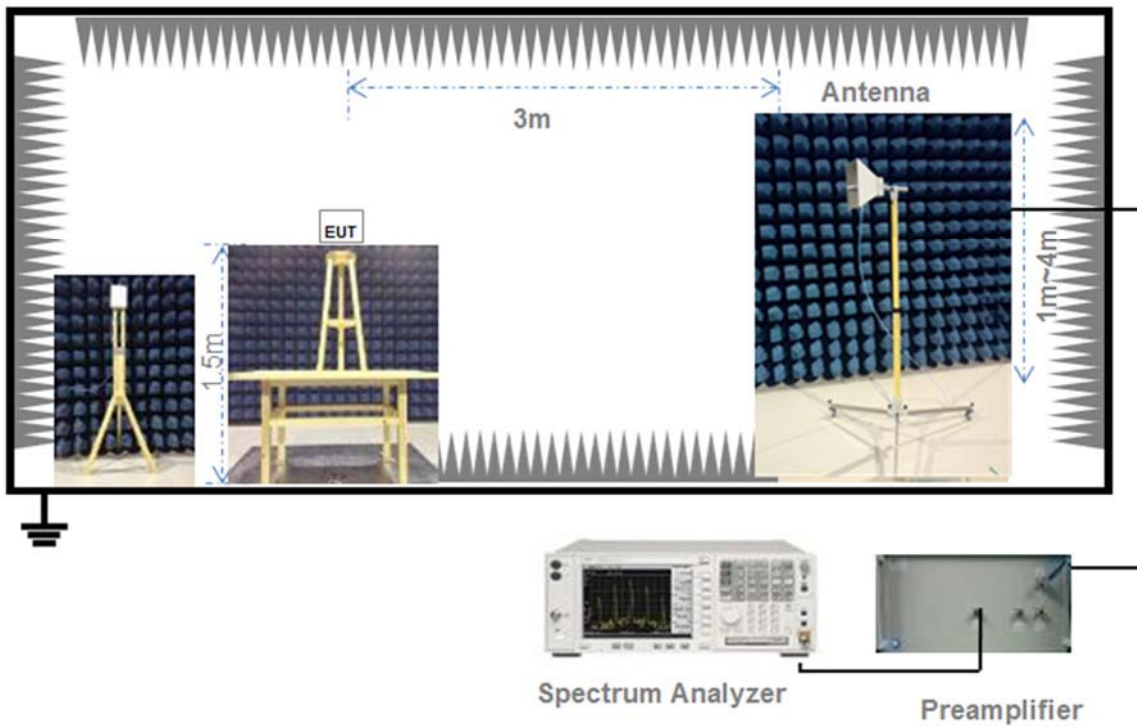 Antenna
3m
EUT
1.5m
1m~4m
Spectrum Analyzer
Preamplifier